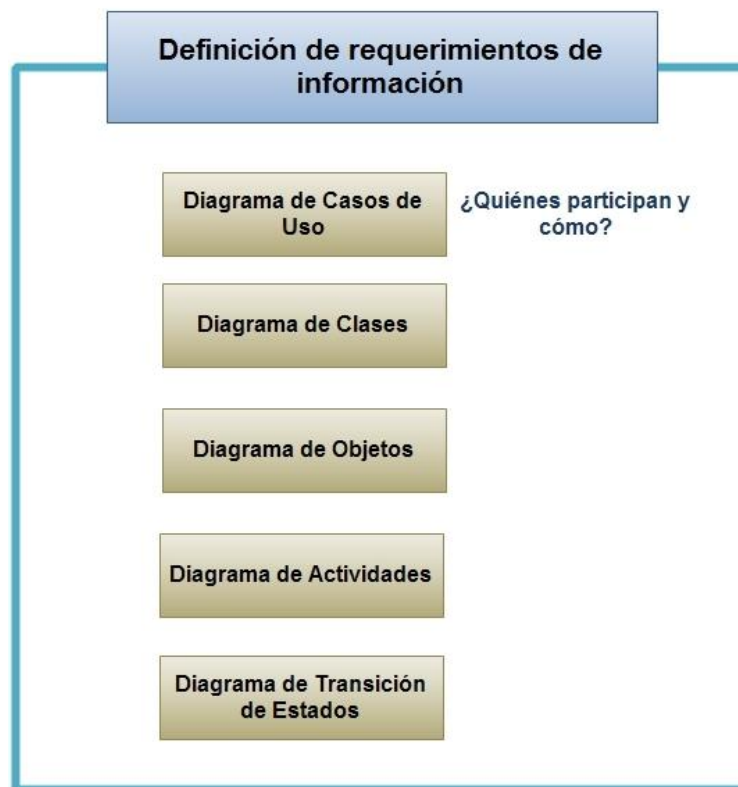 Definición de requerimientos de
información
Diagrama de Casos de
Uso
¿Quiénes participan y
cómo?
Diagrama de Clases
Diagrama de Objetos
Diagrama de Actividades
Diagrama de Transición
de Estados